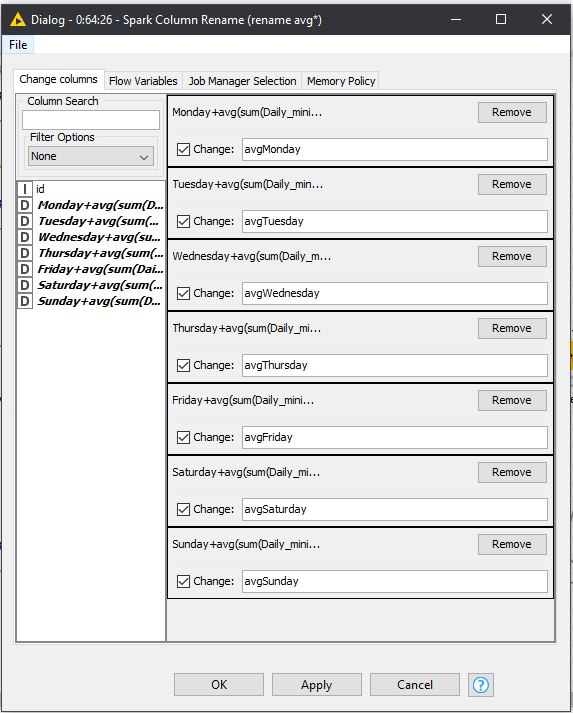 Dialog - 0:64:26 - Spark Column Rename (rename avg*)
File
Change columns Flow Variables Job Manager Selection Memory Policy
Column Search
Filter Options
None
I id
D Monday+avg(sum(D...
D Tuesday+avg(sum(...
D Wednesday+avg(su...
D Thursday+avg(sum(...
D Friday+avg(sum(Dai...
D Saturday+avg(sum(...
D Sunday+avg(sum(D...
Monday+avg(sum(Daily_mini... Remove
Change: avgMonday
Tuesday+avg(sum(Daily_mini... Remove
Change: avgTuesday
Wednesday+avg(sum(Daily_m... Remove
Change: avgWednesday
Thursday+avg(sum(Daily_mini... Remove
Change: avgThursday
Friday+avg(sum(Daily_mini... Remove
Change: avgFriday
Saturday+avg(sum(Daily_mi... Remove
Change: avgSaturday
Sunday+avg(sum(Daily_mini... Remove
Change: avgSunday
OK Apply Cancel ?